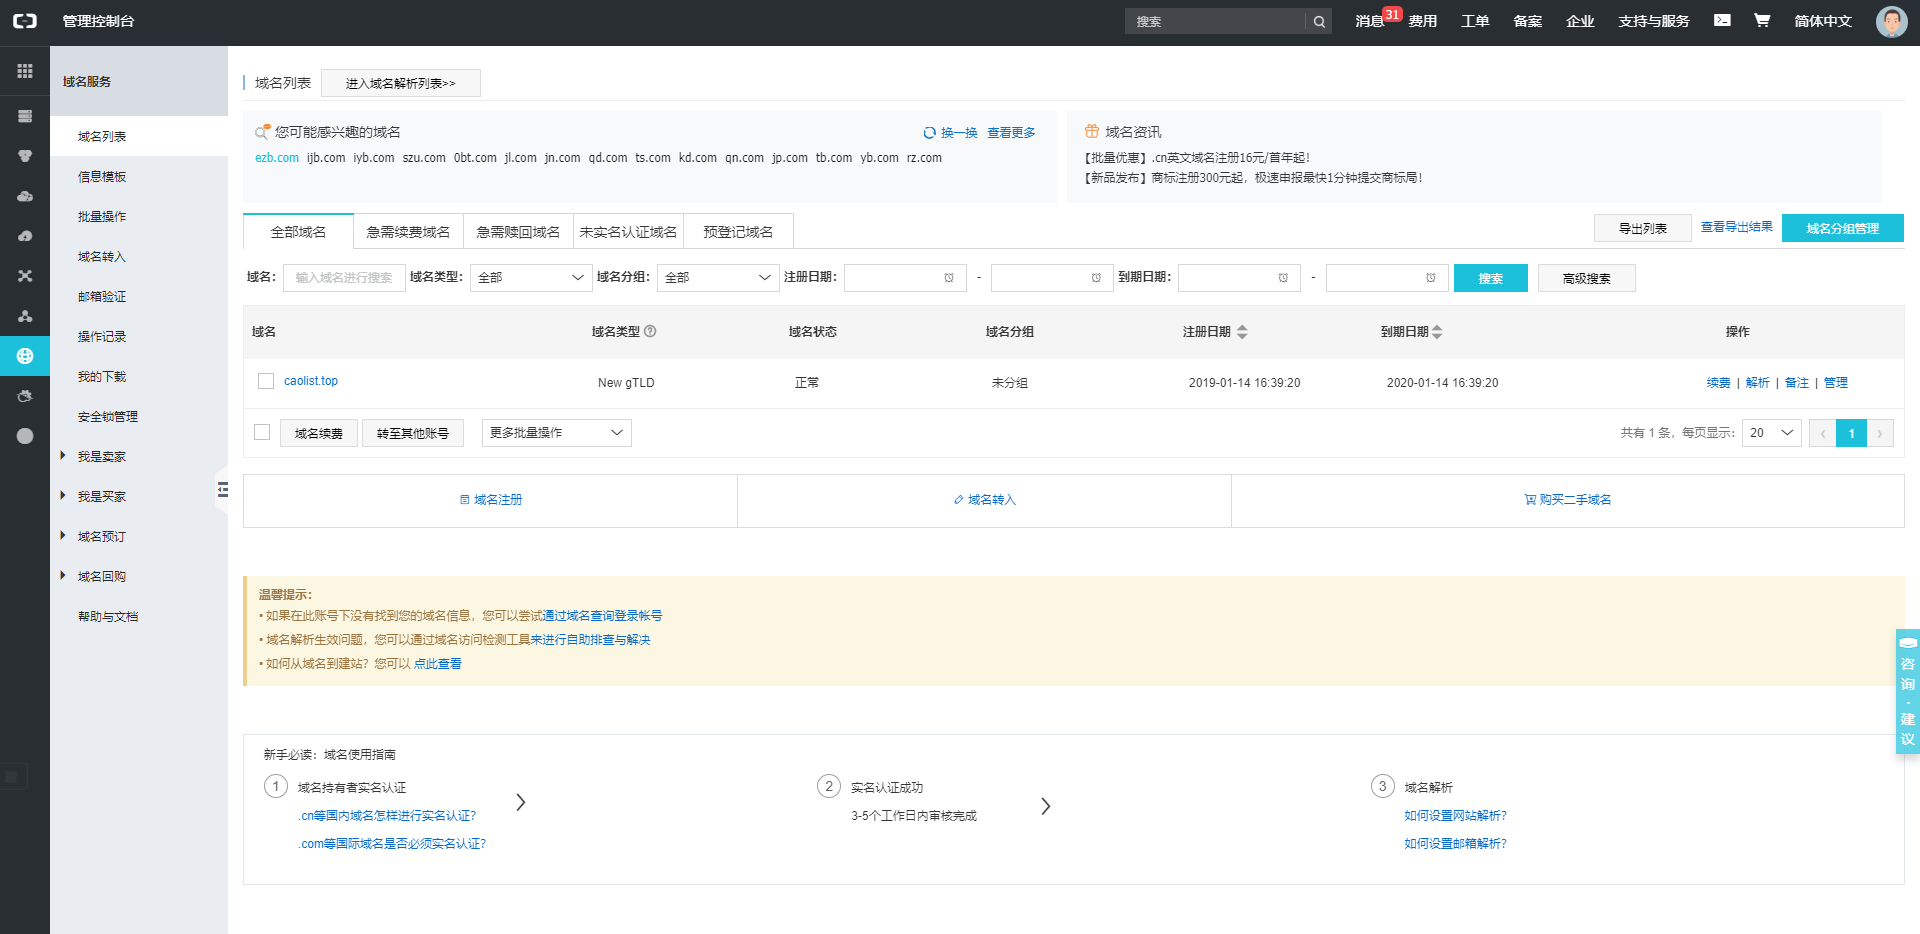 管理控制台
搜索
消息 31 费用 工单 备案 企业 支持与服务 简体中文
域名服务
域名列表
信息模板
批量操作
域名转入
邮箱验证
操作记录
我的下载
安全锁管理
我是卖家
我是买家
域名预订
域名回购
帮助与文档
域名列表 进入域名解析列表>>
您可能感兴趣的域名 换一换 查看更多
ezb.com ijb.com iyb.com szu.com 0bt.com jl.com jn.com qd.com ts.com kd.com qn.com jp.com tb.com yb.com rz.com
域名资讯
【批量优惠】.cn英文域名注册16元/首年起!
【新品发布】商标注册300元起，极速申报最快1分钟提交商标局!
全部域名 急需续费域名 急需赎回域名 未实名认证域名 预登记域名 导出列表 查看导出结果 域名分组管理
域名: 输入域名进行搜索 域名类型: 全部 域名分组: 全部 注册日期: - 到期日期: - 搜索 高级搜索
域名 域名类型 域名状态 域名分组 注册日期 到期日期 操作
caolist.top New gTLD 正常 未分组 2019-01-14 16:39:20 2020-01-14 16:39:20 续费 | 解析 | 备注 | 管理
域名续费 转至其他账号 更多批量操作 共有 1 条，每页显示: 20 ‹ 1 ›
域名注册 域名转入 购买二手域名
温馨提示:
• 如果在此账号下没有找到您的域名信息，您可以尝试通过域名查询登录帐号
• 域名解析生效问题，您可以通过域名访问检测工具来进行自助排查与解决
• 如何从域名到建站？您可以 点此查看
咨询·建议
新手必读：域名使用指南
1 域名持有者实名认证
.cn等国内域名怎样进行实名认证?
.com等国际域名是否必须实名认证?
2 实名认证成功
3-5个工作日内审核完成
3 域名解析
如何设置网站解析?
如何设置邮箱解析?